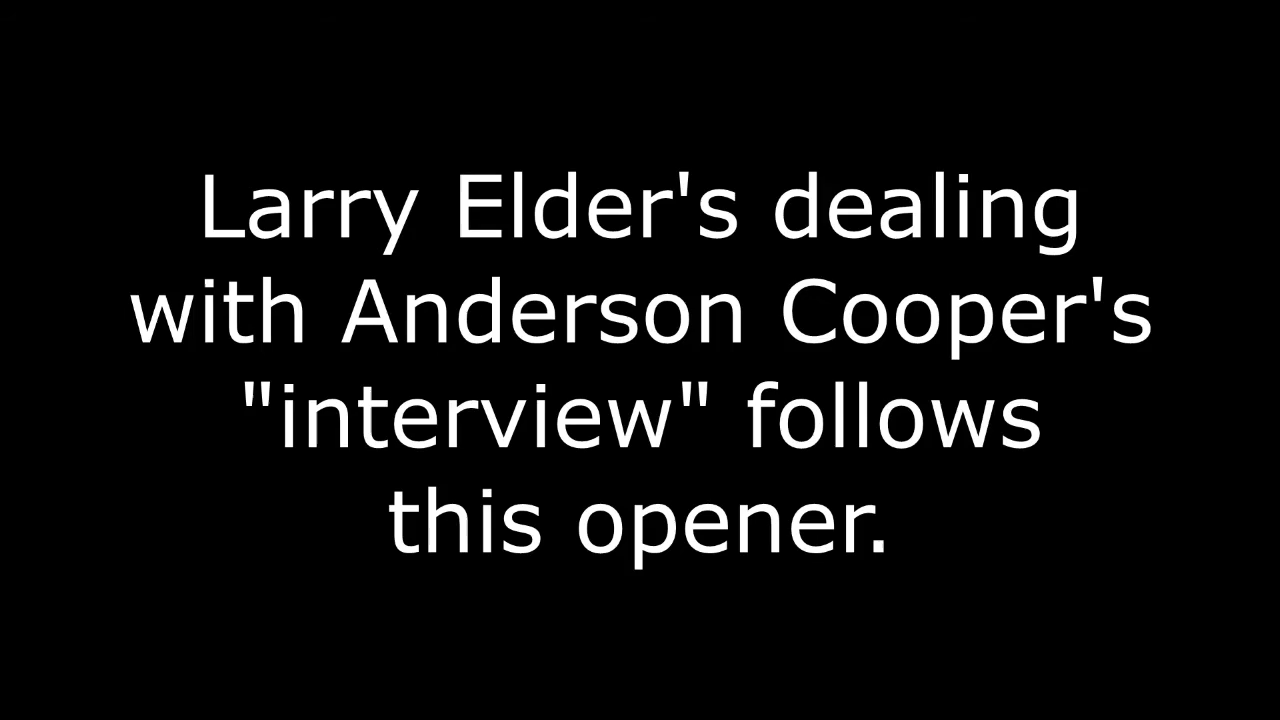 Larry Elder's dealing
with Anderson Cooper's
"interview" follows
this opener.